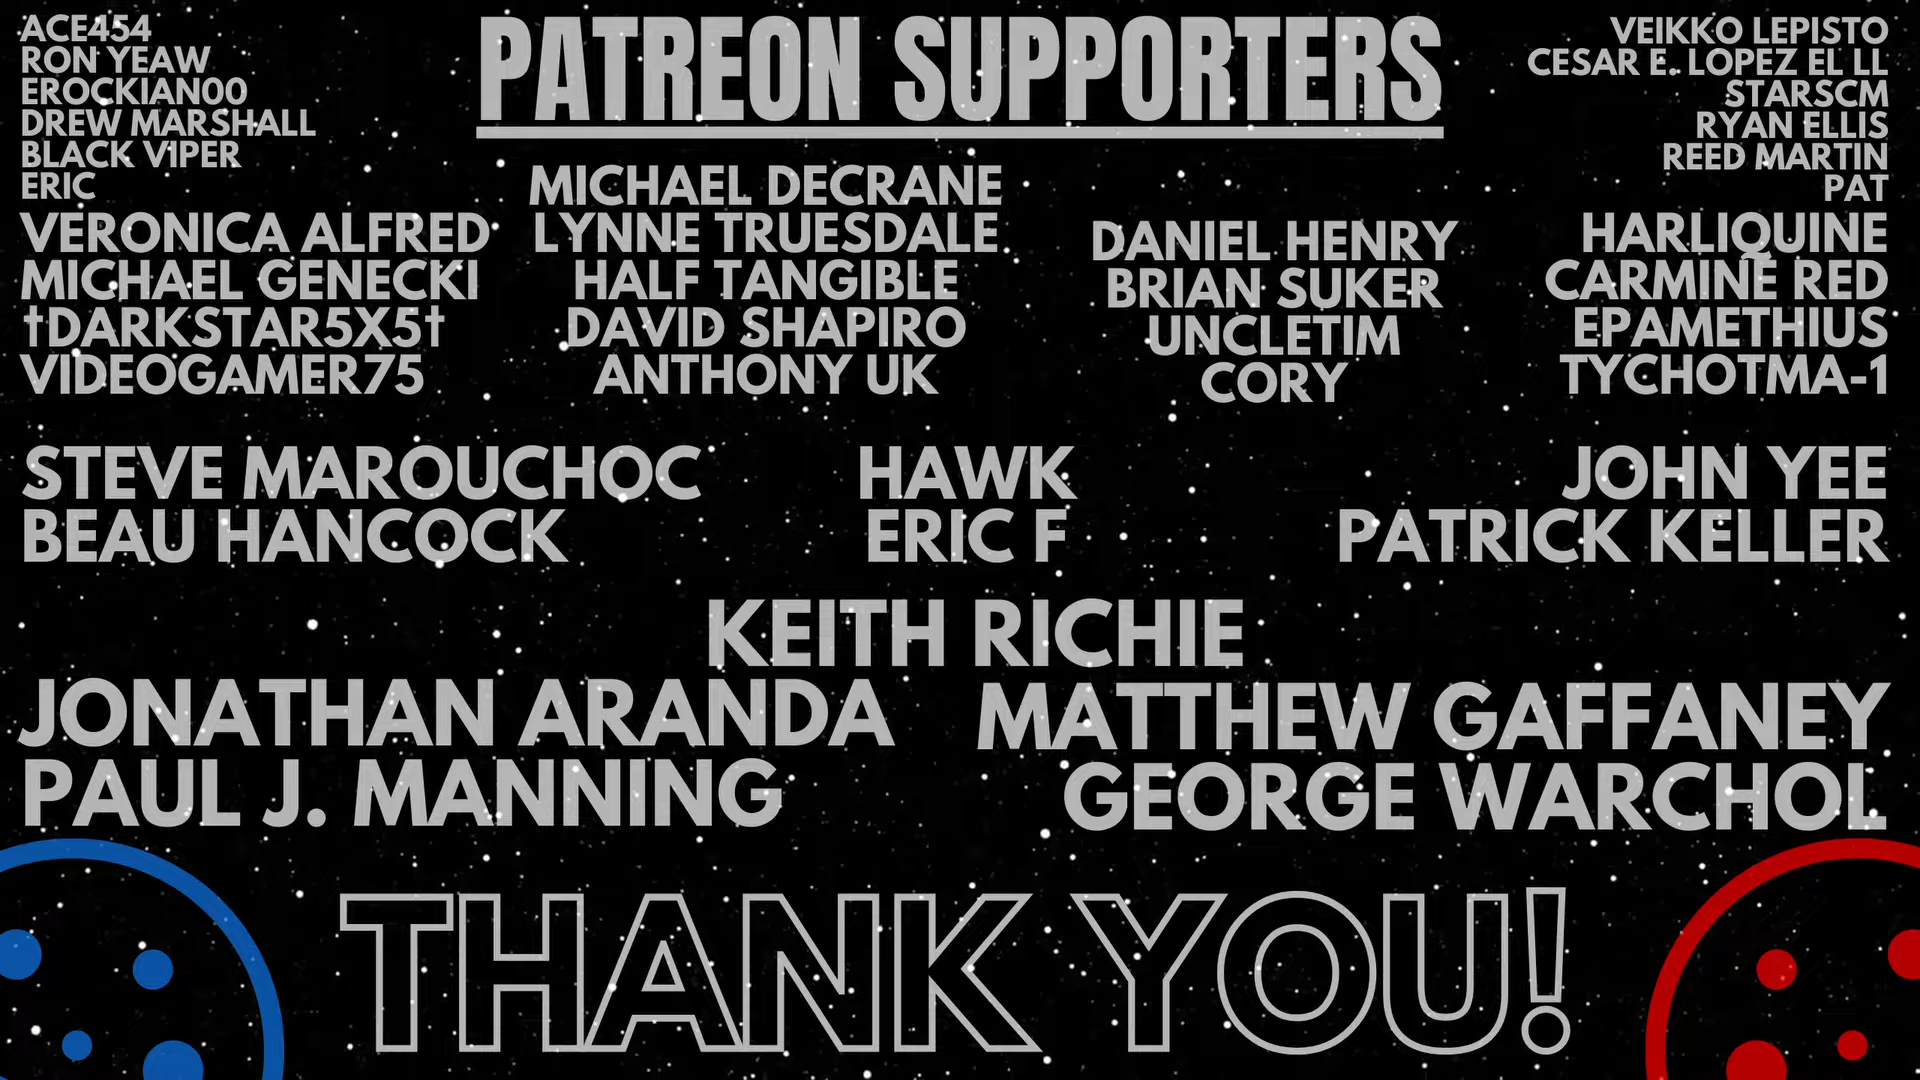 PATREON SUPPORTERS
ACE454
RON YEAW
EROCKIAN00
DREW MARSHALL
BLACK VIPER
ERIC
VEIKKO LEPISTO
CESAR E. LOPEZ EL LL
STARSCM
RYAN ELLIS
REED MARTIN
PAT
VERONICA ALFRED
MICHAEL GENECKI
†DARKSTAR5X5†
VIDEOGAMER75
MICHAEL DECRANE
LYNNE TRUESDALE
HALF TANGIBLE
DAVID SHAPIRO
ANTHONY UK
DANIEL HENRY
BRIAN SUKER
UNCLETIM
CORY
HARLIQUINE
CARMINE RED
EPAMETHIUS
TYCHOTMA-1
STEVE MAROUCHOC
BEAU HANCOCK
HAWK
ERIC F
JOHN YEE
PATRICK KELLER
KEITH RICHIE
JONATHAN ARANDA
PAUL J. MANNING
MATTHEW GAFFANEY
GEORGE WARCHOL
THANK YOU!